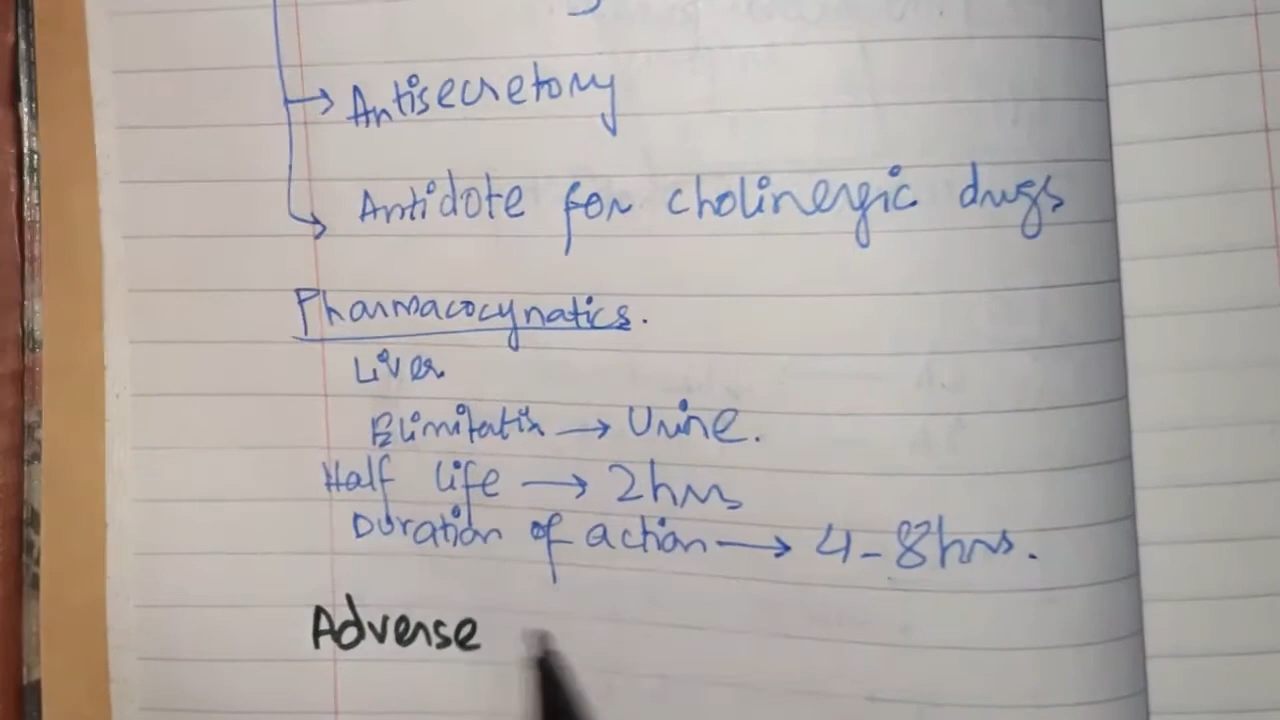 → Antisecretory
→ Antidote for cholinergic drugs
Pharmacocynatics.
Liver
Elimitatin → Urine.
Half life → 2hrs
Duration of action → 4-8hrs.
Adverse